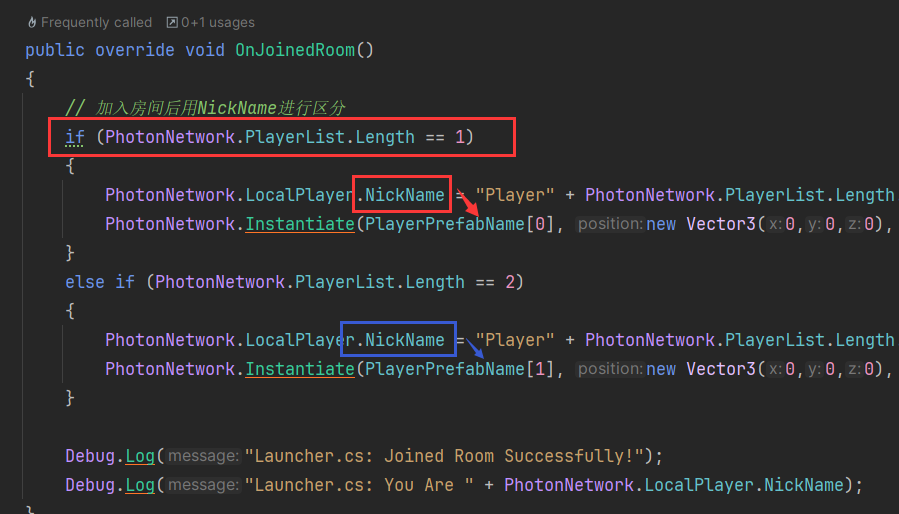 Frequently called 0+1 usages
public override void OnJoinedRoom()
{
// 加入房间后用NickName进行区分
if (PhotonNetwork.PlayerList.Length == 1)
{
PhotonNetwork.LocalPlayer.NickName = "Player" + PhotonNetwork.PlayerList.Length
PhotonNetwork.Instantiate(PlayerPrefabName[0], position:new Vector3(x:0,y:0,z:0),
}
else if (PhotonNetwork.PlayerList.Length == 2)
{
PhotonNetwork.LocalPlayer.NickName = "Player" + PhotonNetwork.PlayerList.Length
PhotonNetwork.Instantiate(PlayerPrefabName[1], position:new Vector3(x:0,y:0,z:0),
}
Debug.Log(message:"Launcher.cs: Joined Room Successfully!");
Debug.Log(message:"Launcher.cs: You Are " + PhotonNetwork.LocalPlayer.NickName);
}